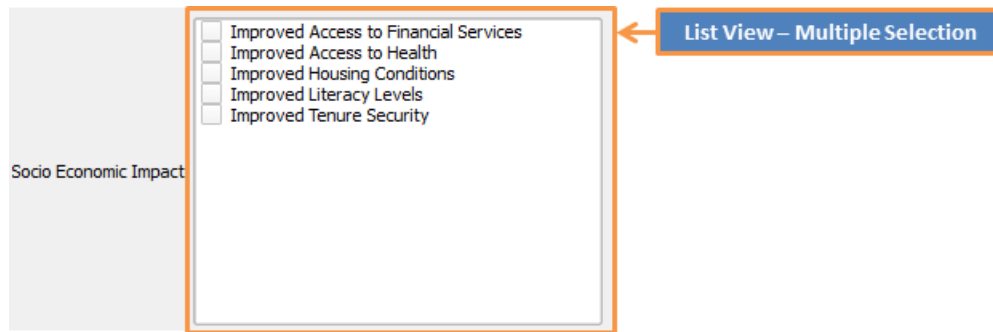 Improved Access to Financial Services
Improved Access to Health
Improved Housing Conditions
Improved Literacy Levels
Improved Tenure Security
Socio Economic Impact
List View – Multiple Selection